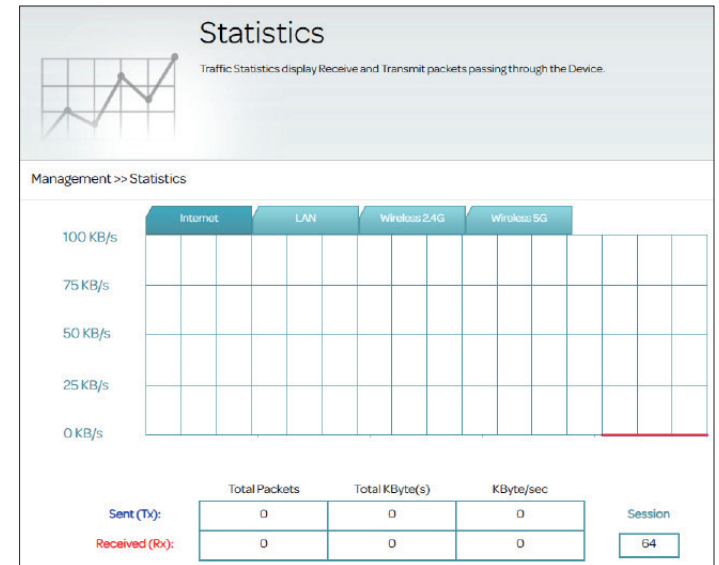 Statistics
Traffic Statistics display Receive and Transmit packets passing through the Device.
Management >> Statistics
Internet LAN Wireless 2.4G Wireless 5G
100 KB/s
75 KB/s
50 KB/s
25 KB/s
0 KB/s
Total Packets Total KByte(s) KByte/sec
Sent (Tx): 0 0 0 Session
Received (Rx): 0 0 0 64